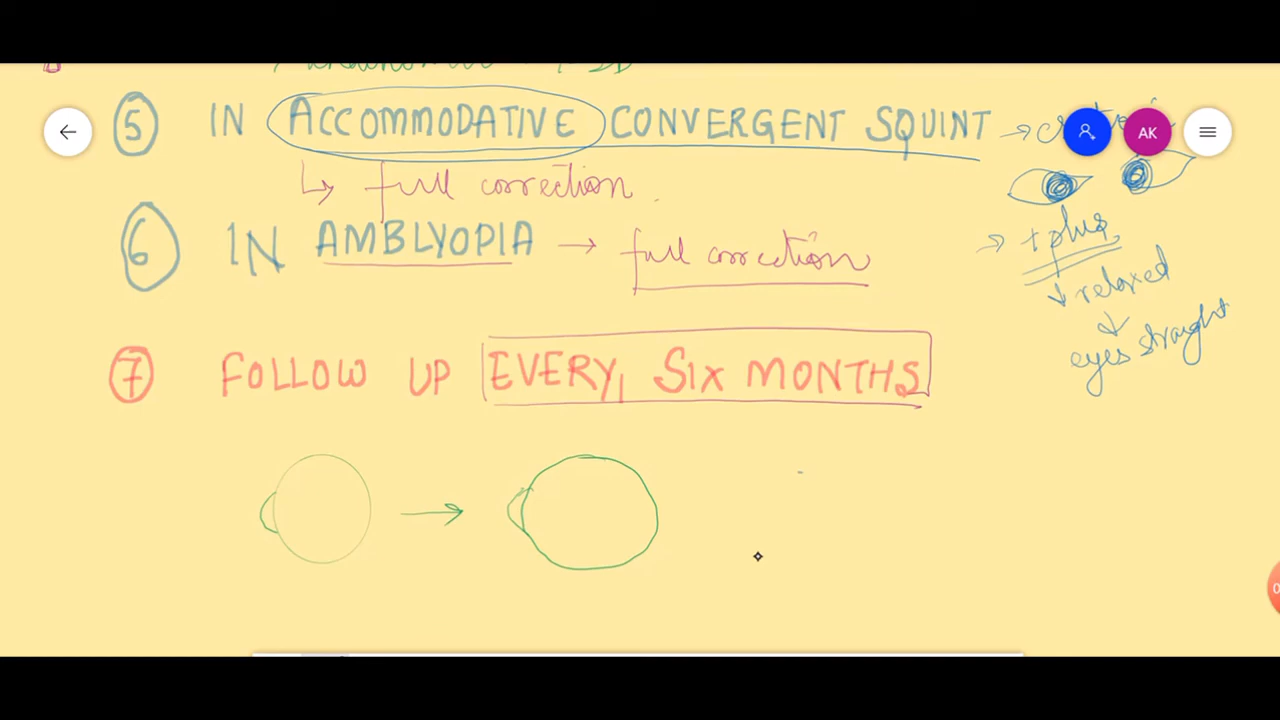 ⑤ IN ACCOMMODATIVE CONVERGENT SQUINT →
AK
↳ full correction.
⑥ IN AMBLYOPIA → full correction
→ + plus
↓ relaxed
↓
eyes straight
⑦ FOLLOW UP EVERY, SIX MONTHS
→